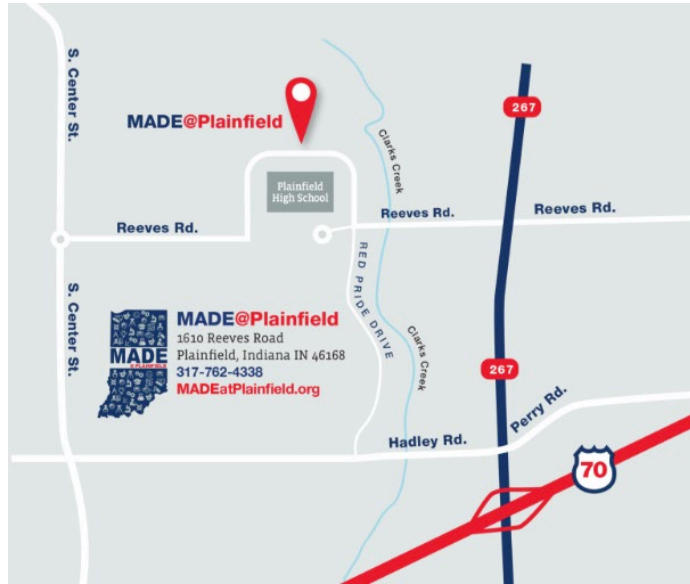 S. Center St.
267
MADE@Plainfield
Clarks Creek
Plainfield
High School
Reeves Rd.
Reeves Rd.
Reeves Rd.
RED PRIDE DRIVE
S. Center St.
MADE
@PLAINFIELD
MADE@Plainfield
1610 Reeves Road
Plainfield, Indiana IN 46168
317-762-4338
MADEatPlainfield.org
Clarks Creek
267
Perry Rd.
Hadley Rd.
70